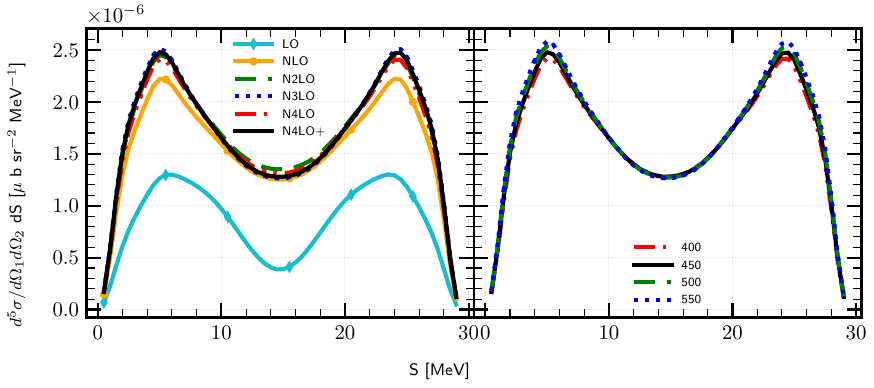 ×10⁻⁶
d⁵σ/dΩ₁dΩ₂ dS [μ b sr⁻² MeV⁻¹]
2.5
2.0
1.5
1.0
0.5
0.0
LO
NLO
N2LO
N3LO
N4LO
N4LO+
400
450
500
550
0 10 20 30 0 10 20 30
S [MeV]